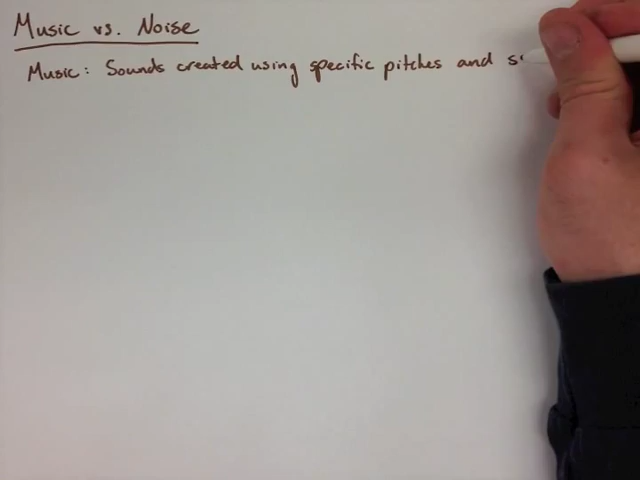 Music vs. Noise
Music: Sounds created using specific pitches and